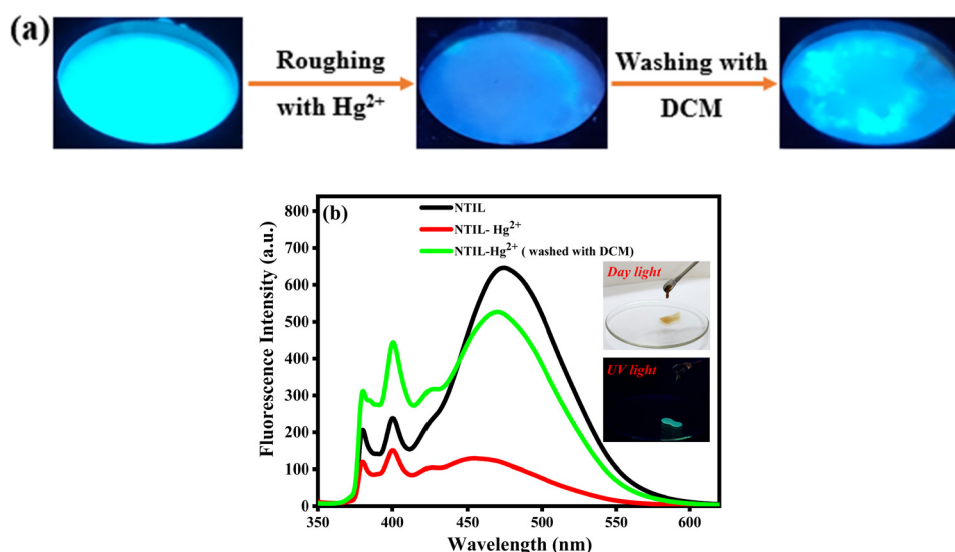 (a)
Roughing
with Hg²⁺
Washing with
DCM
(b)
NTIL
NTIL- Hg²⁺
NTIL-Hg²⁺ ( washed with DCM)
Day light
UV light
Fluorescence Intensity (a.u.)
800
700
600
500
400
300
200
100
0
350 400 450 500 550 600
Wavelength (nm)